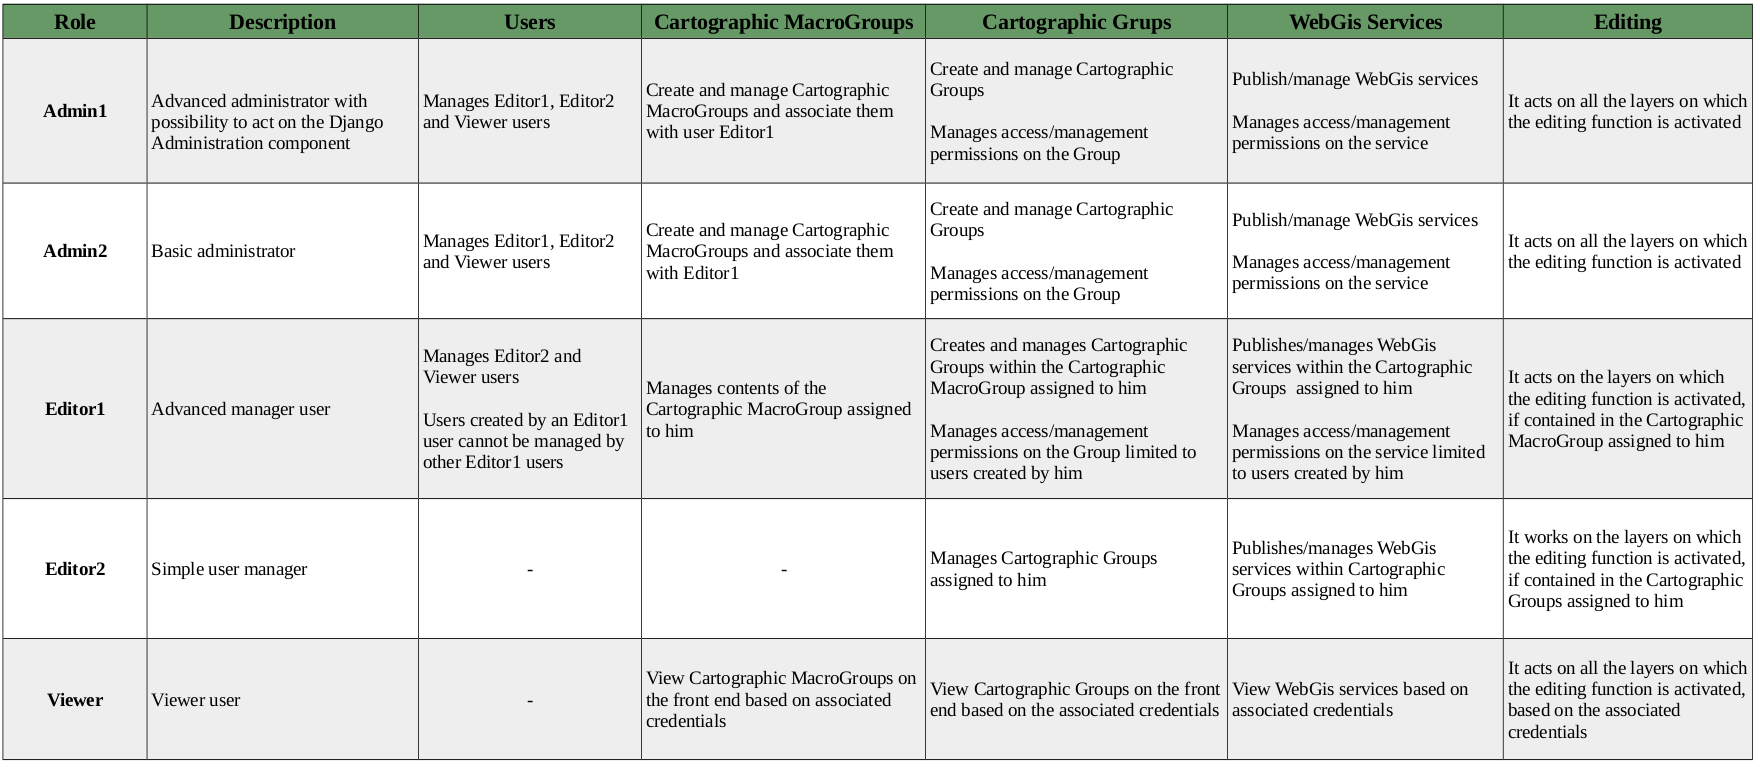 Role
Description
Users
Cartographic MacroGroups
Cartographic Grups
WebGis Services
Editing
Admin1
Advanced administrator with
possibility to act on the Django
Administration component
Manages Editor1, Editor2
and Viewer users
Create and manage Cartographic
MacroGroups and associate them
with user Editor1
Create and manage Cartographic
Groups
Manages access/management
permissions on the Group
Publish/manage WebGis services
Manages access/management
permissions on the service
It acts on all the layers on which
the editing function is activated
Admin2
Basic administrator
Manages Editor1, Editor2
and Viewer users
Create and manage Cartographic
MacroGroups and associate them
with Editor1
Create and manage Cartographic
Groups
Manages access/management
permissions on the Group
Publish/manage WebGis services
Manages access/management
permissions on the service
It acts on all the layers on which
the editing function is activated
Editor1
Advanced manager user
Manages Editor2 and
Viewer users
Users created by an Editor1
user cannot be managed by
other Editor1 users
Manages contents of the
Cartographic MacroGroup assigned
to him
Creates and manages Cartographic
Groups within the Cartographic
MacroGroup assigned to him
Manages access/management
permissions on the Group limited to
users created by him
Publishes/manages WebGis
services within the Cartographic
Groups  assigned to him
Manages access/management
permissions on the service limited
to users created by him
It acts on the layers on which
the editing function is activated,
if contained in the Cartographic
MacroGroup assigned to him
Editor2
Simple user manager
-
-
Manages Cartographic Groups
assigned to him
Publishes/manages WebGis
services within Cartographic
Groups assigned to him
It works on the layers on which
the editing function is activated,
if contained in the Cartographic
Groups assigned to him
Viewer
Viewer user
-
View Cartographic MacroGroups on
the front end based on associated
credentials
View Cartographic Groups on the front
end based on the associated credentials
View WebGis services based on
associated credentials
It acts on all the layers on which
the editing function is activated,
based on the associated
credentials